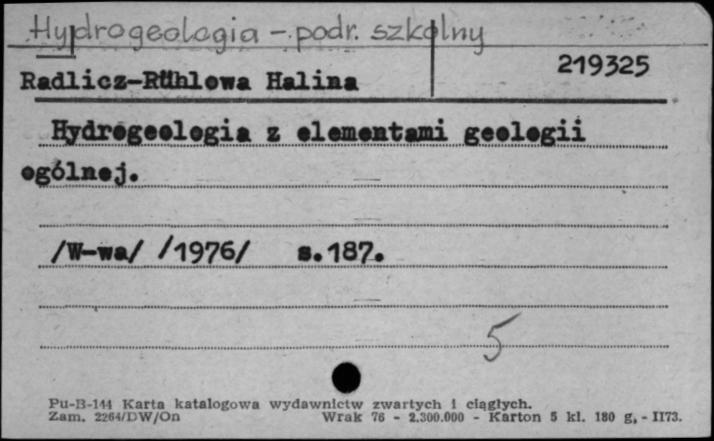 Hydrogeologia - podr. szkolny
219325
Radlicz-Rühlowa Halina
Hydrogeologia z elementami geologii
ogólnej.
/W-wa/ /1976/ s.187.
5
Pu-B-144 Karta katalogowa wydawnictw zwartych i ciągłych.
Zam. 2264/DW/On Wrak 76 - 2.300.000 - Karton 5 kl. 180 g, - II73.